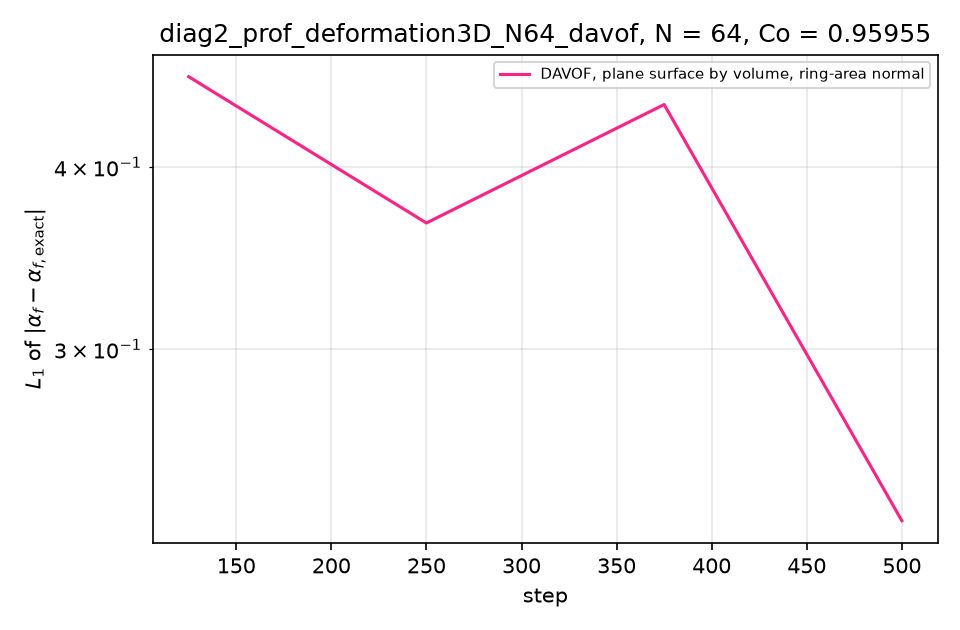 diag2_prof_deformation3D_N64_davof, N = 64, Co = 0.95955
DAVOF, plane surface by volume, ring-area normal
4 × 10⁻¹
3 × 10⁻¹
L₁ of |α_f − α_{f,exact}|
150 200 250 300 350 400 450 500
step